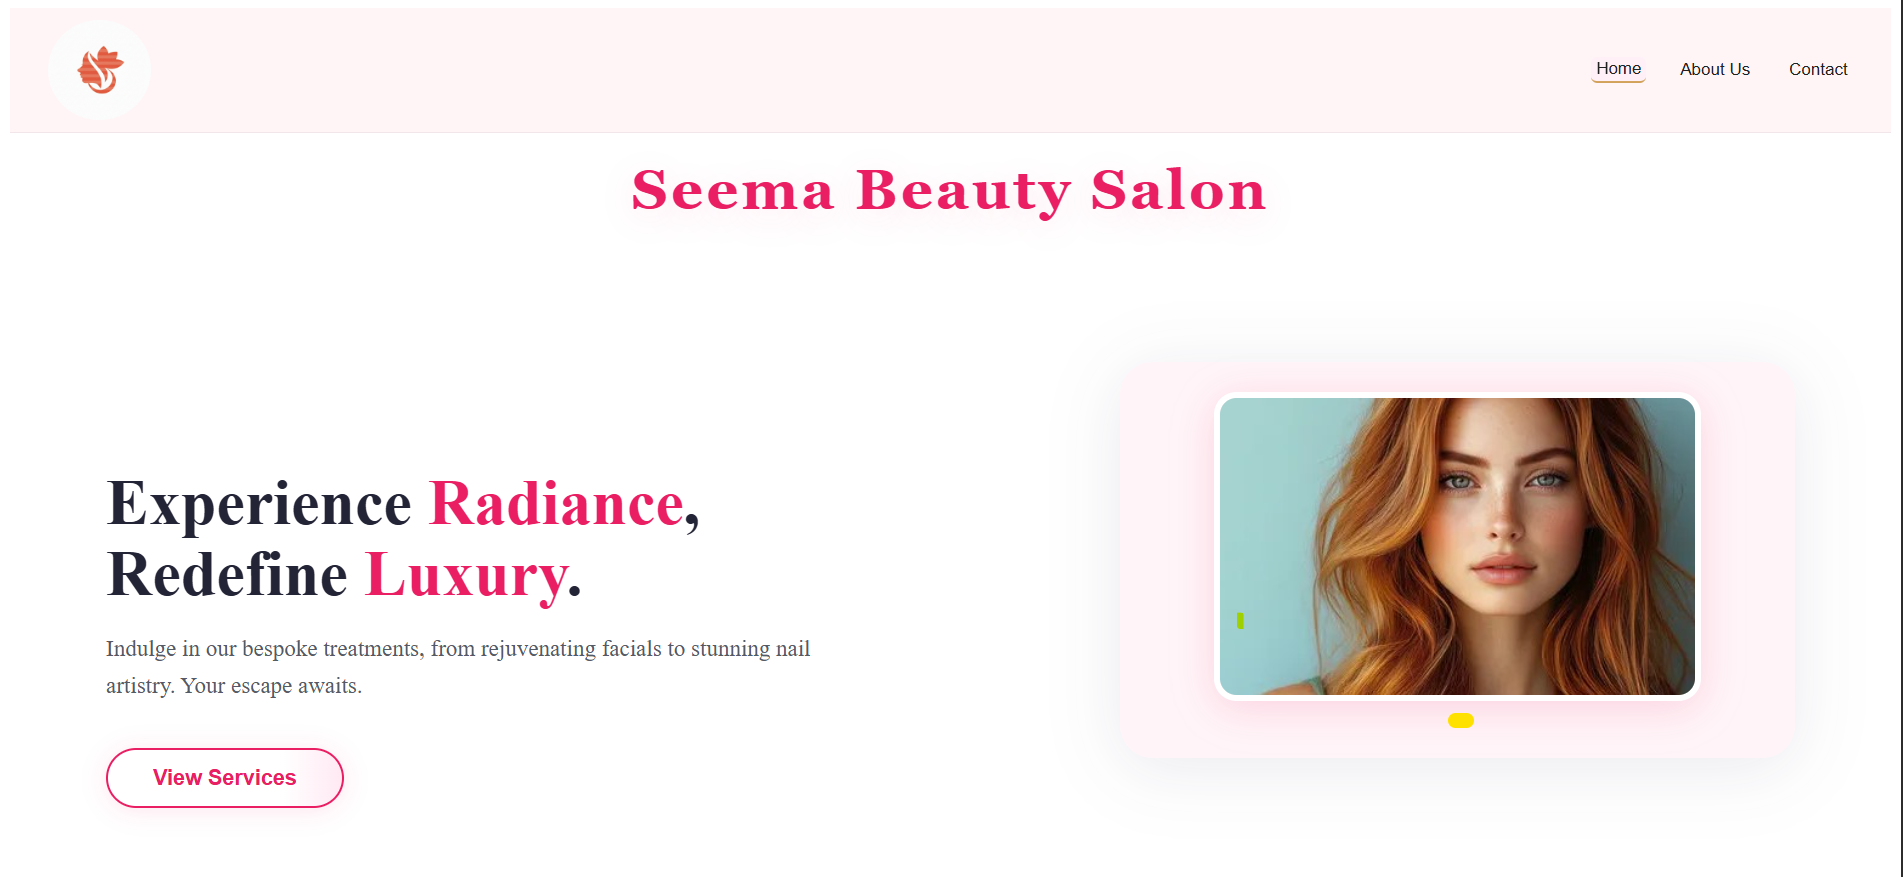 Home
About Us
Contact
Seema Beauty Salon
Experience Radiance,
Redefine Luxury.
Indulge in our bespoke treatments, from rejuvenating facials to stunning nail
artistry. Your escape awaits.
View Services